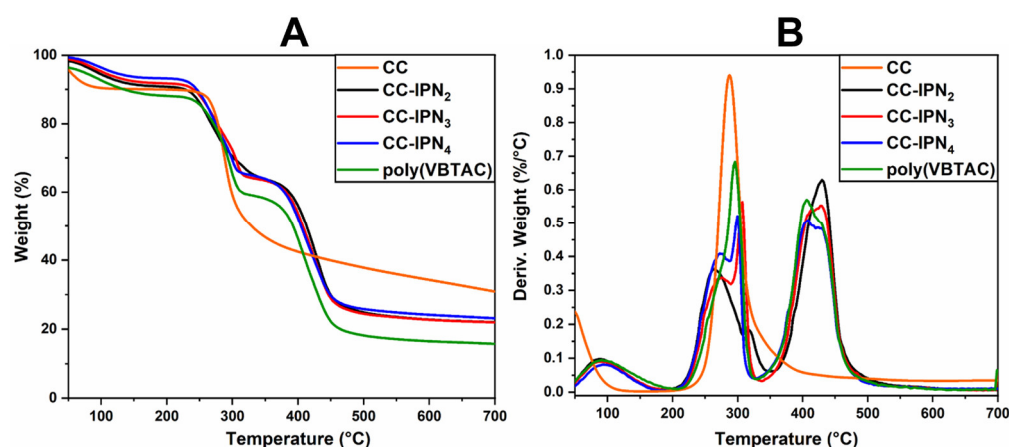 A
100
80
60
40
20
0
Weight (%)
100
200
300
400
500
600
700
Temperature (°C)
CC
CC-IPN₂
CC-IPN₃
CC-IPN₄
poly(VBTAC)
B
1.0
0.9
0.8
0.7
0.6
0.5
0.4
0.3
0.2
0.1
0.0
Deriv. Weight (%/°C)
100
200
300
400
500
600
700
Temperature (°C)
CC
CC-IPN₂
CC-IPN₃
CC-IPN₄
poly(VBTAC)